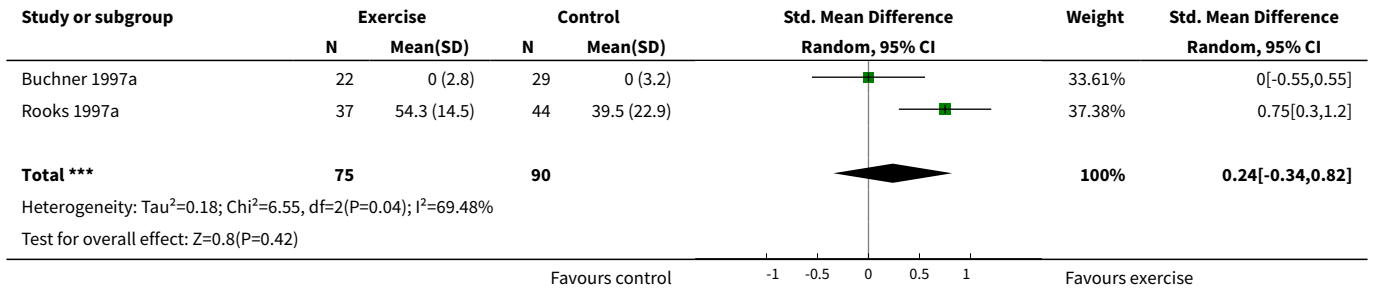 Study or subgroup Exercise Control Std. Mean Difference Weight Std. Mean Difference
N Mean(SD) N Mean(SD) Random, 95% CI Random, 95% CI
Buchner 1997a 22 0 (2.8) 29 0 (3.2) 33.61% 0[-0.55,0.55]
Rooks 1997a 37 54.3 (14.5) 44 39.5 (22.9) 37.38% 0.75[0.3,1.2]
Total *** 75 90 100% 0.24[-0.34,0.82]
Heterogeneity: Tau²=0.18; Chi²=6.55, df=2(P=0.04); I²=69.48%
Test for overall effect: Z=0.8(P=0.42)
Favours control -1 -0.5 0 0.5 1 Favours exercise